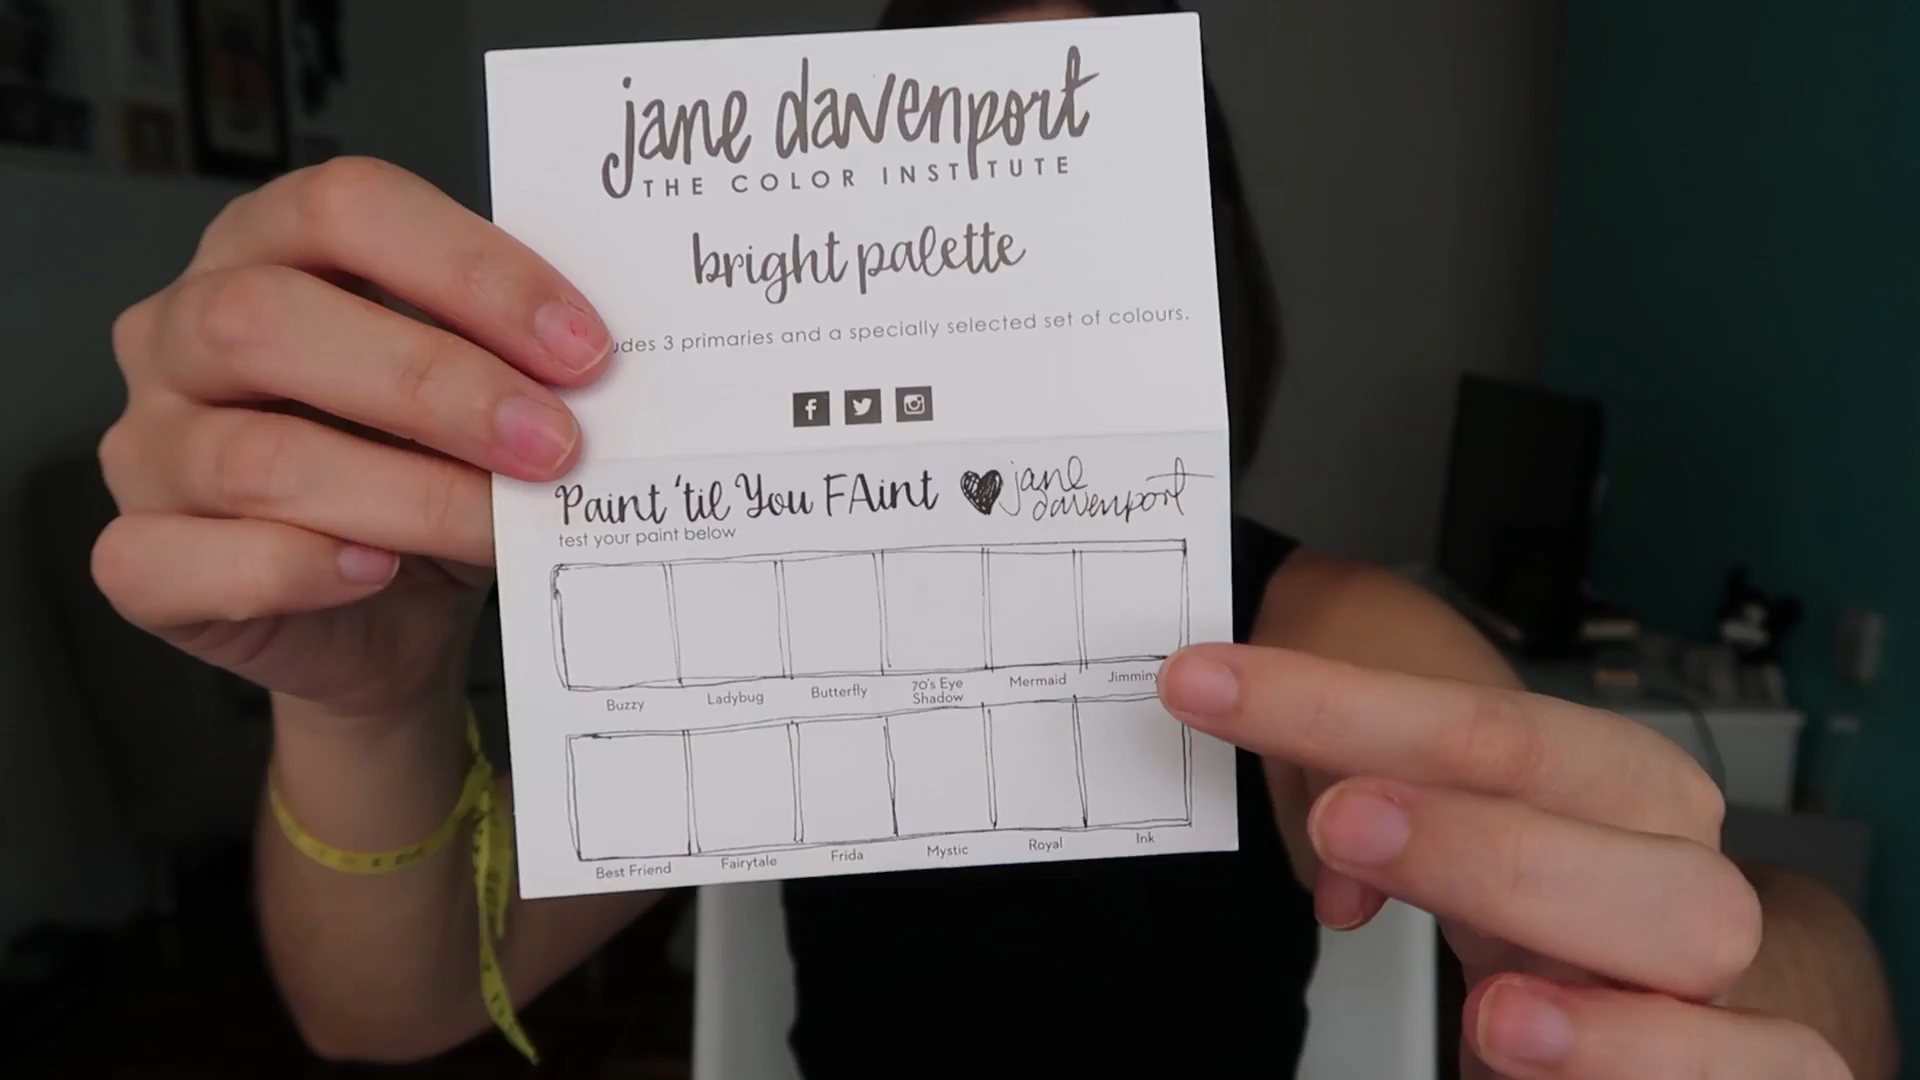 jane davenport
THE COLOR INSTITUTE
bright palette
3 primaries and a specially selected set of colours.
Paint 'til You FAint
jane
davenport
test your paint below
Buzzy Ladybug Butterfly 70's Eye Shadow Mermaid Jimminy
Best Friend Fairytale Frida Mystic Royal Ink